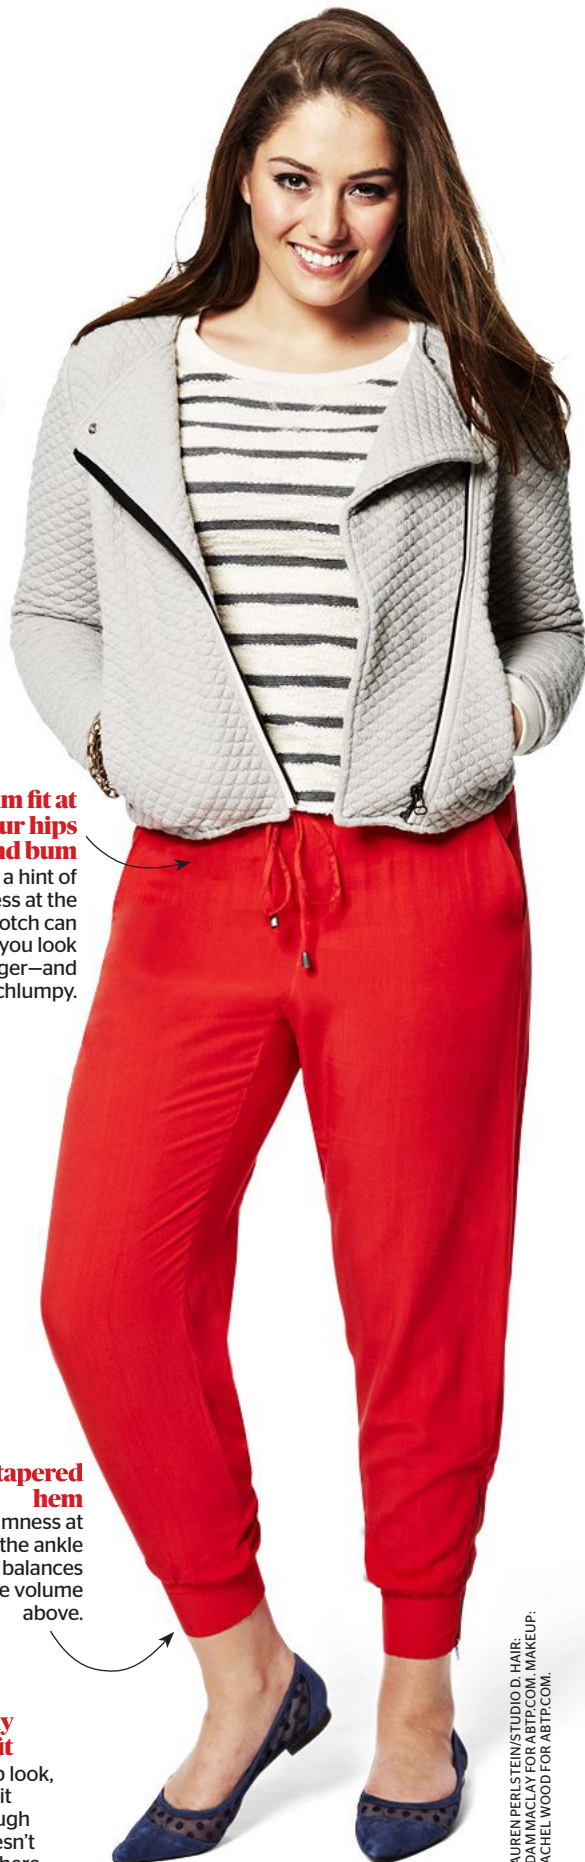 m fit at
ur hips
nd bum
a hint of
ess at the
otch can
you look
ger—and
chlumpy.
tapered
hem
mness at
the ankle
balances
e volume
above.
y
it
o look,
it
ugh
esn't
AUREN PERLSTEIN/STUDIO D. HAIR:
DAM MACLAY FOR ABTP.COM. MAKEUP:
ACHEL WOOD FOR ABTP.COM.